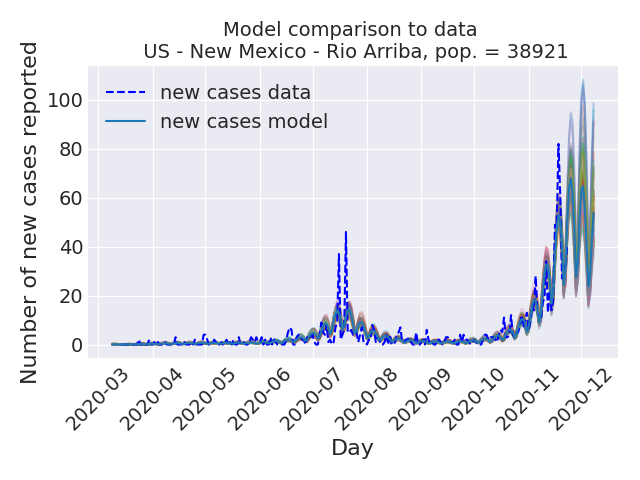 Model comparison to data
US - New Mexico - Rio Arriba, pop. = 38921
Number of new cases reported
new cases data
new cases model
100
80
60
40
20
0
2020-03
2020-04
2020-05
2020-06
2020-07
2020-08
2020-09
2020-10
2020-11
2020-12
Day